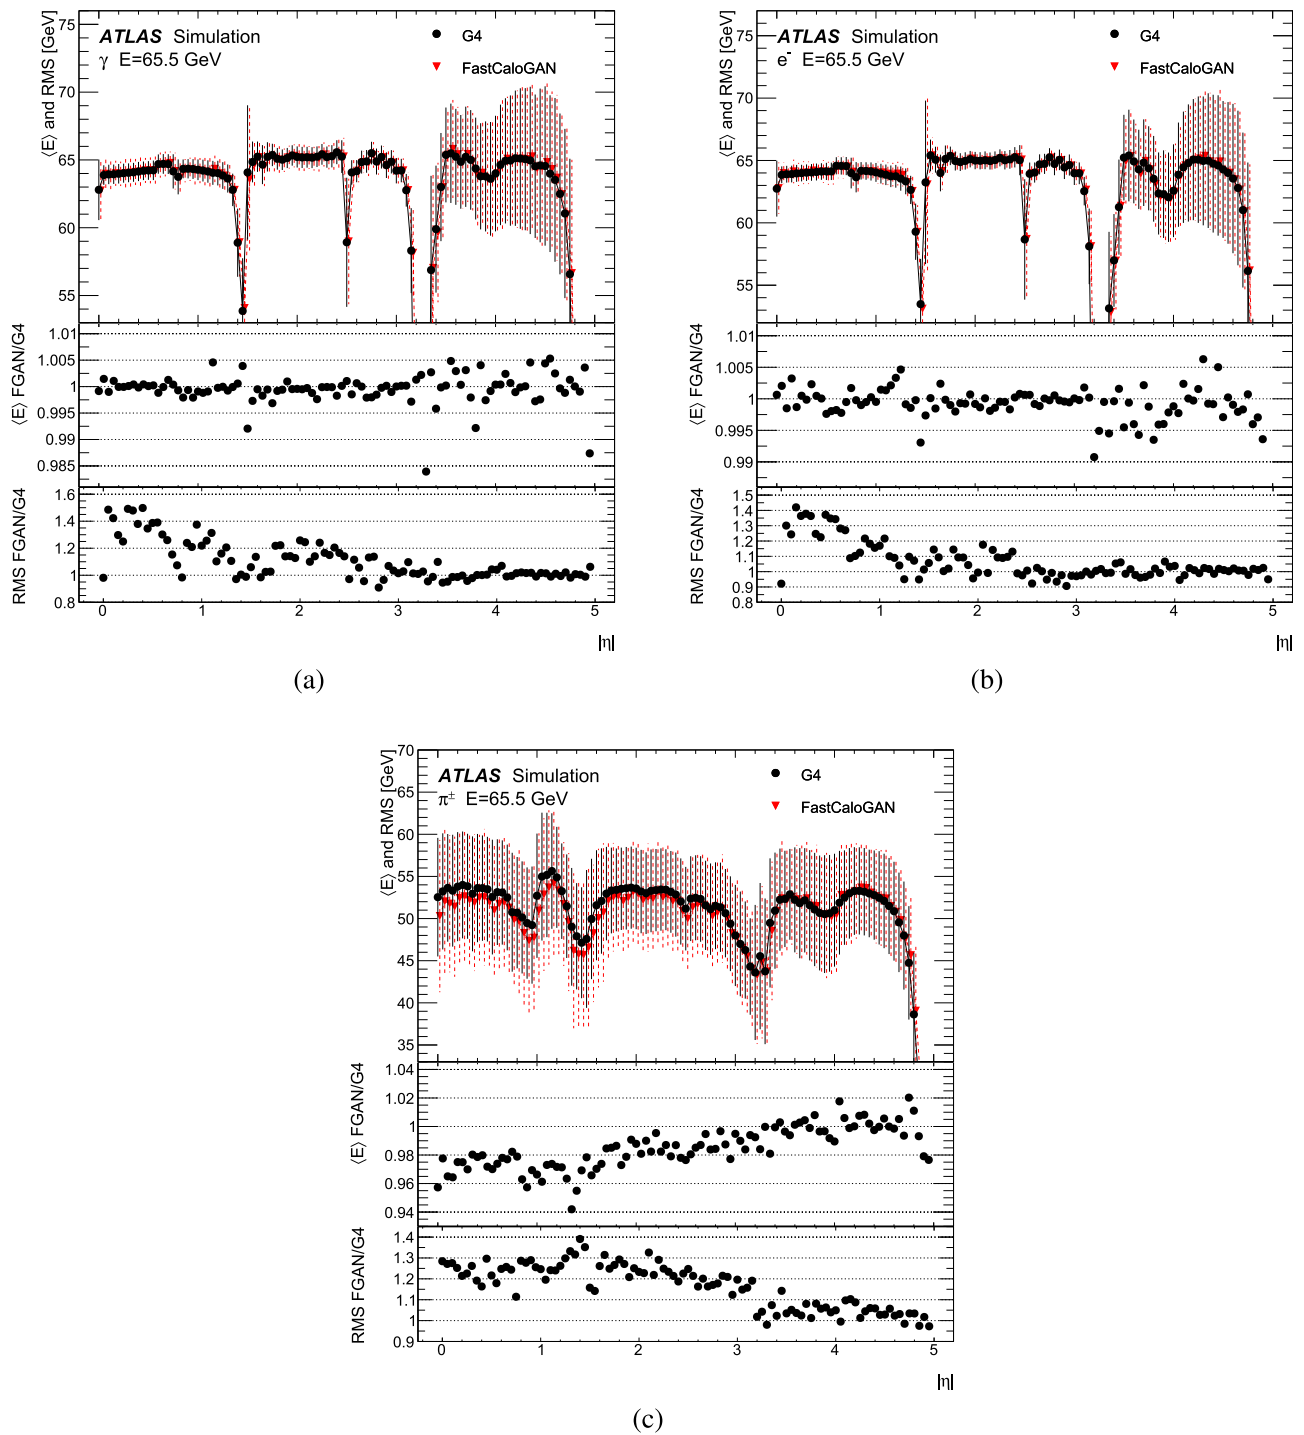 ⟨E⟩ and RMS [GeV]
75
70
65
60
55
ATLAS Simulation
γ E=65.5 GeV
G4
FastCaloGAN
⟨E⟩ FGAN/G4
1.01
1.005
1
0.995
0.99
0.985
RMS FGAN/G4
1.6
1.4
1.2
1
0.8
0 1 2 3 4 5
|η|
(a)
⟨E⟩ and RMS [GeV]
75
70
65
60
55
ATLAS Simulation
e⁻ E=65.5 GeV
G4
FastCaloGAN
⟨E⟩ FGAN/G4
1.01
1.005
1
0.995
0.99
RMS FGAN/G4
1.5
1.4
1.3
1.2
1.1
1
0.9
0.8
0 1 2 3 4 5
|η|
(b)
⟨E⟩ and RMS [GeV]
70
65
60
55
50
45
40
35
ATLAS Simulation
π± E=65.5 GeV
G4
FastCaloGAN
⟨E⟩ FGAN/G4
1.04
1.02
1
0.98
0.96
0.94
RMS FGAN/G4
1.4
1.3
1.2
1.1
1
0.9
0 1 2 3 4 5
|η|
(c)